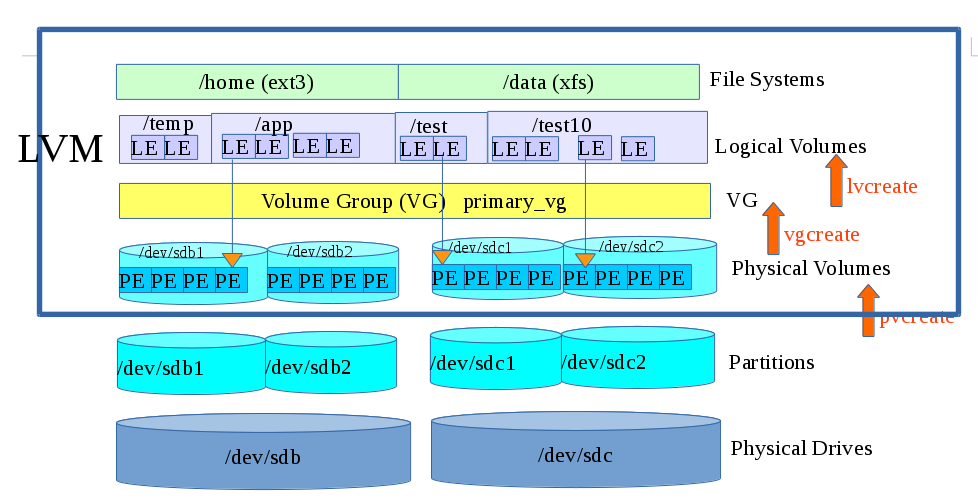 /home (ext3) /data (xfs) File Systems
/temp /app /test /test10
LVM LE LE LE LE LE LE LE LE LE LE LE LE Logical Volumes
lvcreate
Volume Group (VG) primary_vg VG
vgcreate
/dev/sdb1 /dev/sdb2 /dev/sdc1 /dev/sdc2
PE PE PE PE PE PE PE PE PE PE PE PE PE PE PE PE Physical Volumes
pvcreate
/dev/sdb1 /dev/sdb2 /dev/sdc1 /dev/sdc2 Partitions
/dev/sdb /dev/sdc Physical Drives